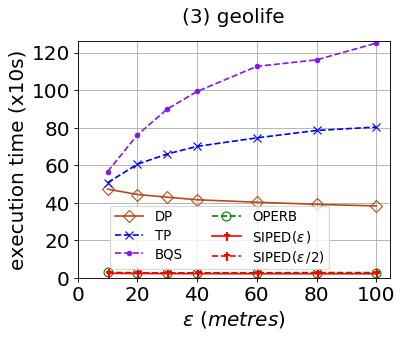 (3) geolife
execution time (x10s)
120
100
80
60
40
20
0
DP
TP
BQS
OPERB
SIPED(ε)
SIPED(ε/2)
0 20 40 60 80 100
ε (metres)